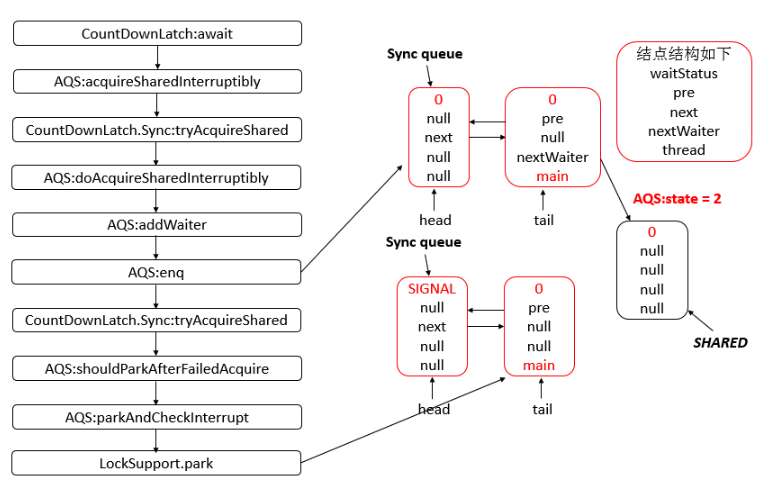 CountDownLatch:await
AQS:acquireSharedInterruptibly
CountDownLatch.Sync:tryAcquireShared
AQS:doAcquireSharedInterruptibly
AQS:addWaiter
AQS:enq
CountDownLatch.Sync:tryAcquireShared
AQS:shouldParkAfterFailedAcquire
AQS:parkAndCheckInterrupt
LockSupport.park
Sync queue
0
null
next
null
null
head
0
pre
null
nextWaiter
main
tail
结点结构如下
waitStatus
pre
next
nextWaiter
thread
AQS:state = 2
0
null
null
null
null
SHARED
Sync queue
SIGNAL
null
next
null
null
head
0
pre
null
null
main
tail